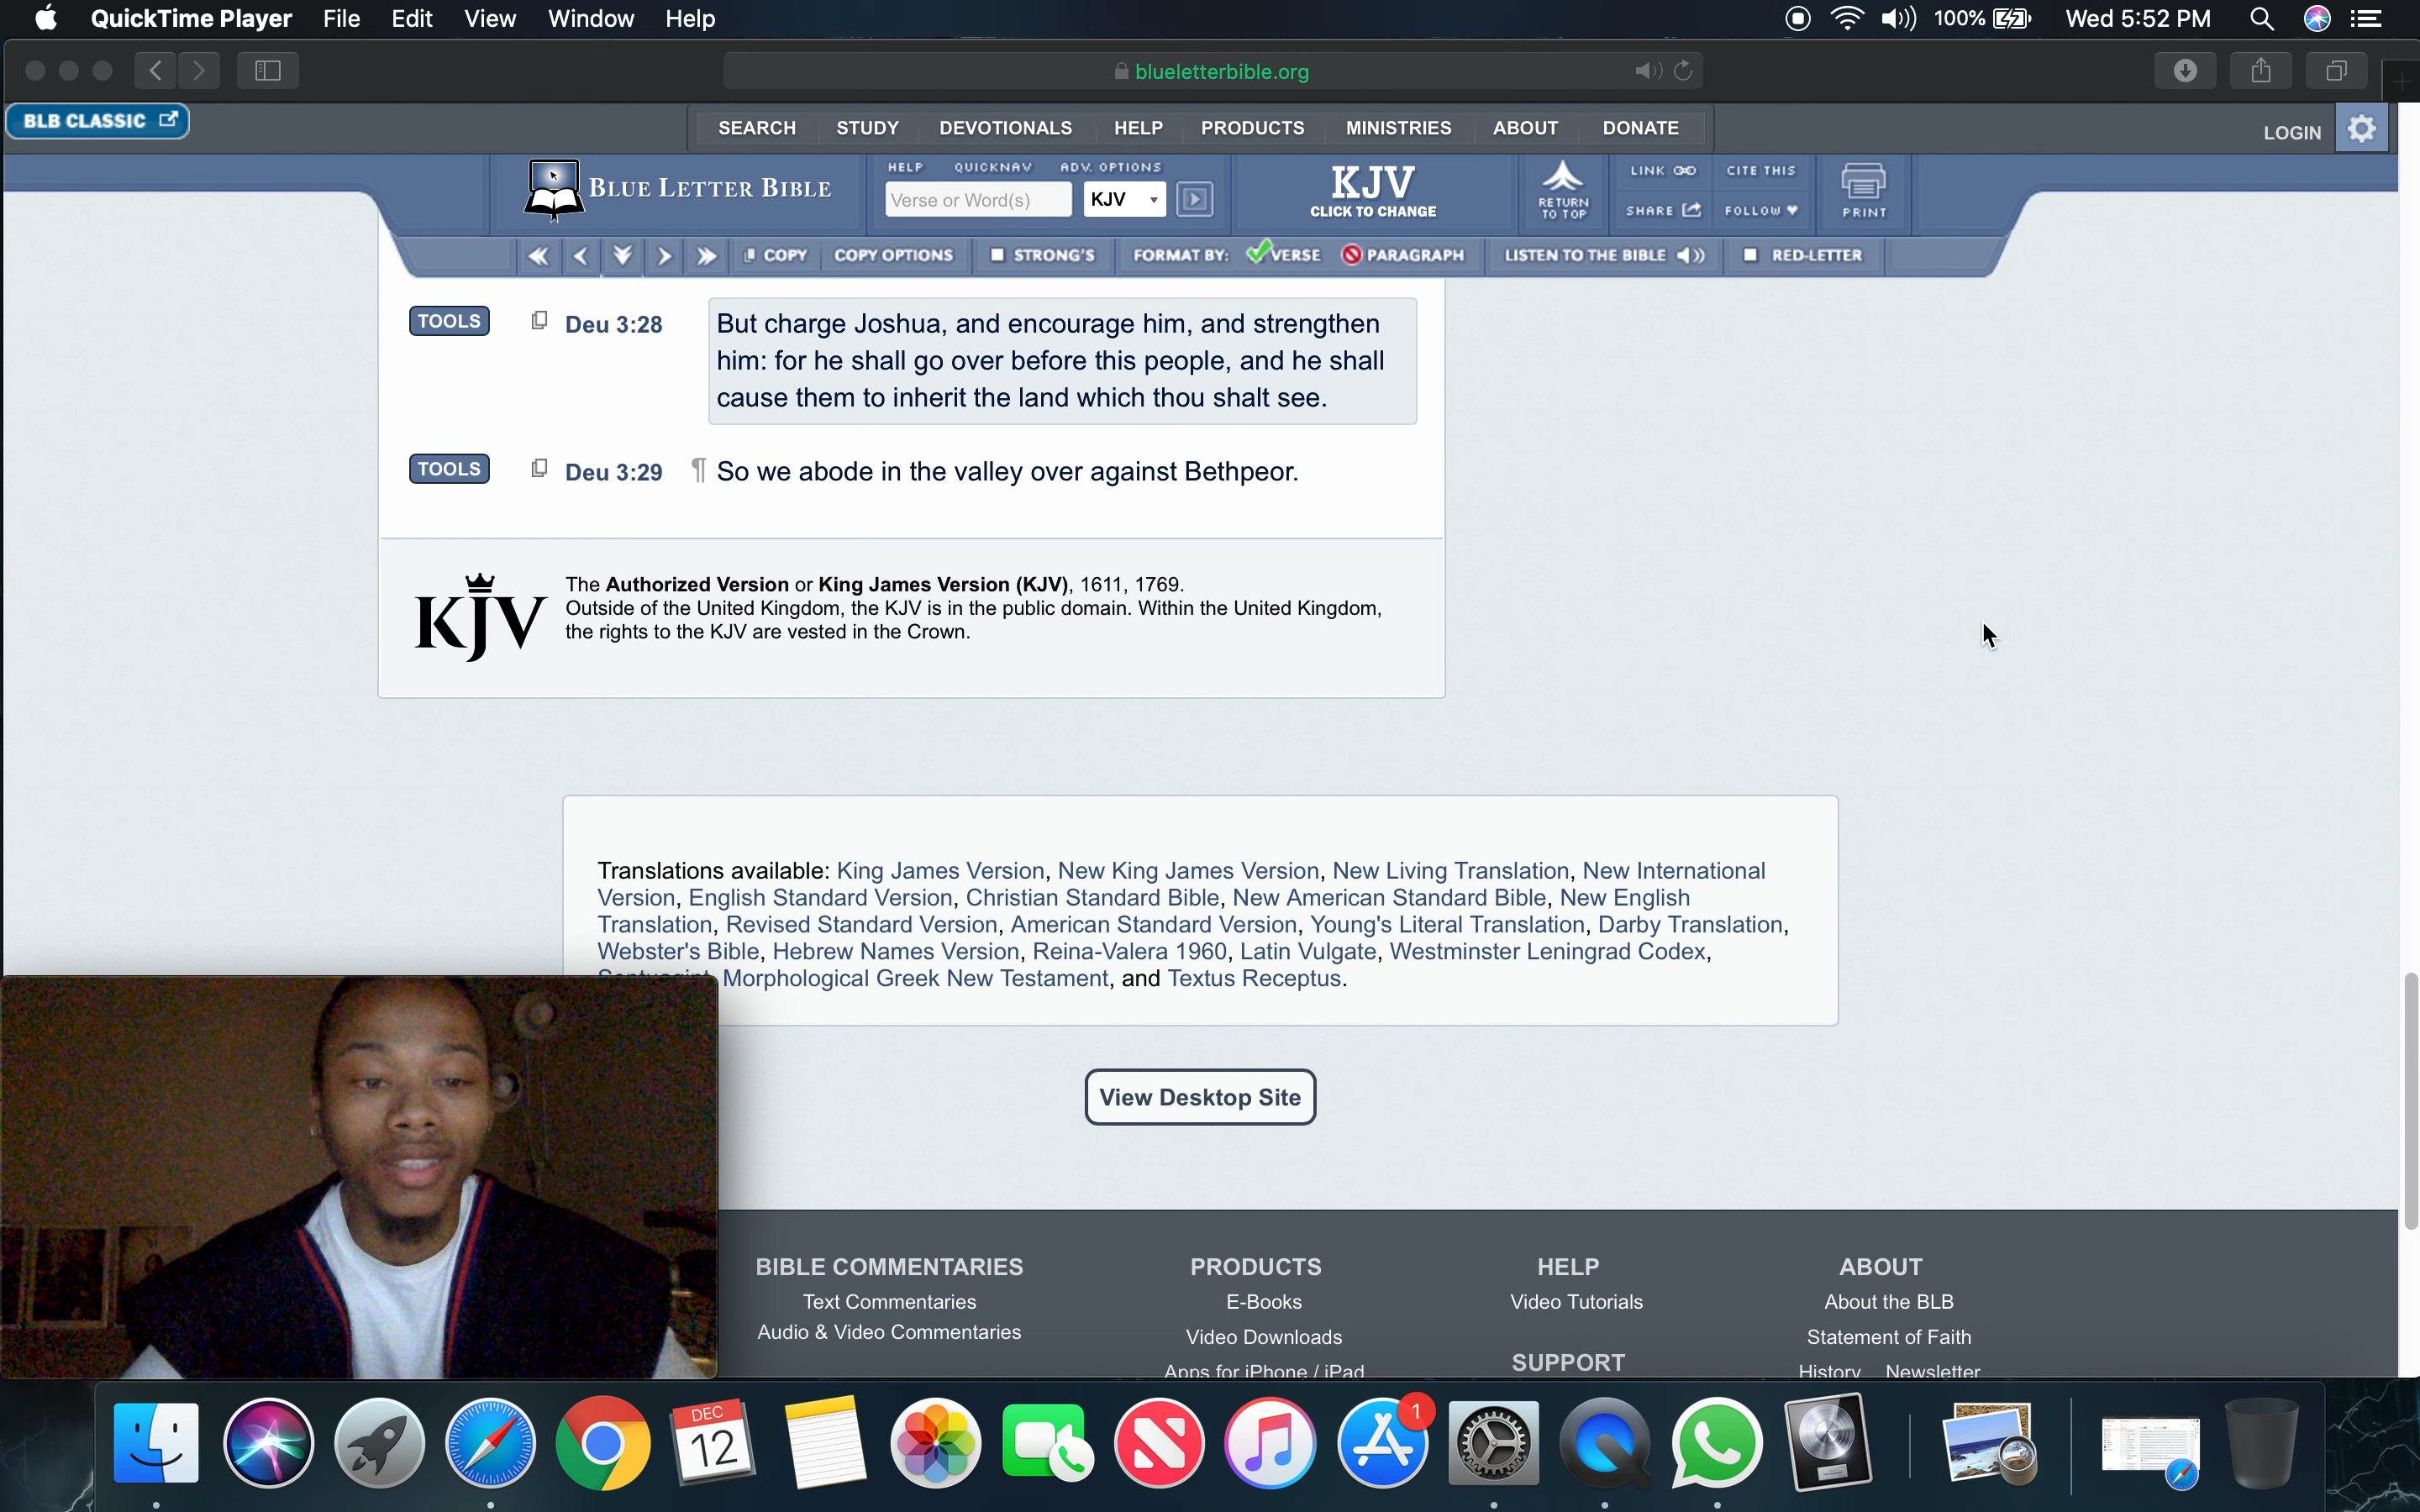 QuickTime Player File Edit View Window Help 100% Wed 5:52 PM
blueletterbible.org
BLB CLASSIC SEARCH STUDY DEVOTIONALS HELP PRODUCTS MINISTRIES ABOUT DONATE LOGIN
BLUE LETTER BIBLE
HELP QUICKNAV ADV. OPTIONS
Verse or Word(s) KJV
KJV
CLICK TO CHANGE
RETURN
TO TOP
LINK CITE THIS
SHARE FOLLOW
PRINT
COPY COPY OPTIONS STRONG'S FORMAT BY: VERSE PARAGRAPH LISTEN TO THE BIBLE RED-LETTER
TOOLS Deu 3:28 But charge Joshua, and encourage him, and strengthen
him: for he shall go over before this people, and he shall
cause them to inherit the land which thou shalt see.
TOOLS Deu 3:29 ¶ So we abode in the valley over against Bethpeor.
KJV
The Authorized Version or King James Version (KJV), 1611, 1769.
Outside of the United Kingdom, the KJV is in the public domain. Within the United Kingdom,
the rights to the KJV are vested in the Crown.
Translations available: King James Version, New King James Version, New Living Translation, New International
Version, English Standard Version, Christian Standard Bible, New American Standard Bible, New English
Translation, Revised Standard Version, American Standard Version, Young's Literal Translation, Darby Translation,
Webster's Bible, Hebrew Names Version, Reina-Valera 1960, Latin Vulgate, Westminster Leningrad Codex,
Morphological Greek New Testament, and Textus Receptus.
View Desktop Site
BIBLE COMMENTARIES
Text Commentaries
Audio & Video Commentaries
PRODUCTS
E-Books
Video Downloads
Apps for iPhone / iPad
HELP
Video Tutorials
SUPPORT
ABOUT
About the BLB
Statement of Faith
History Newsletter
DEC
12
1